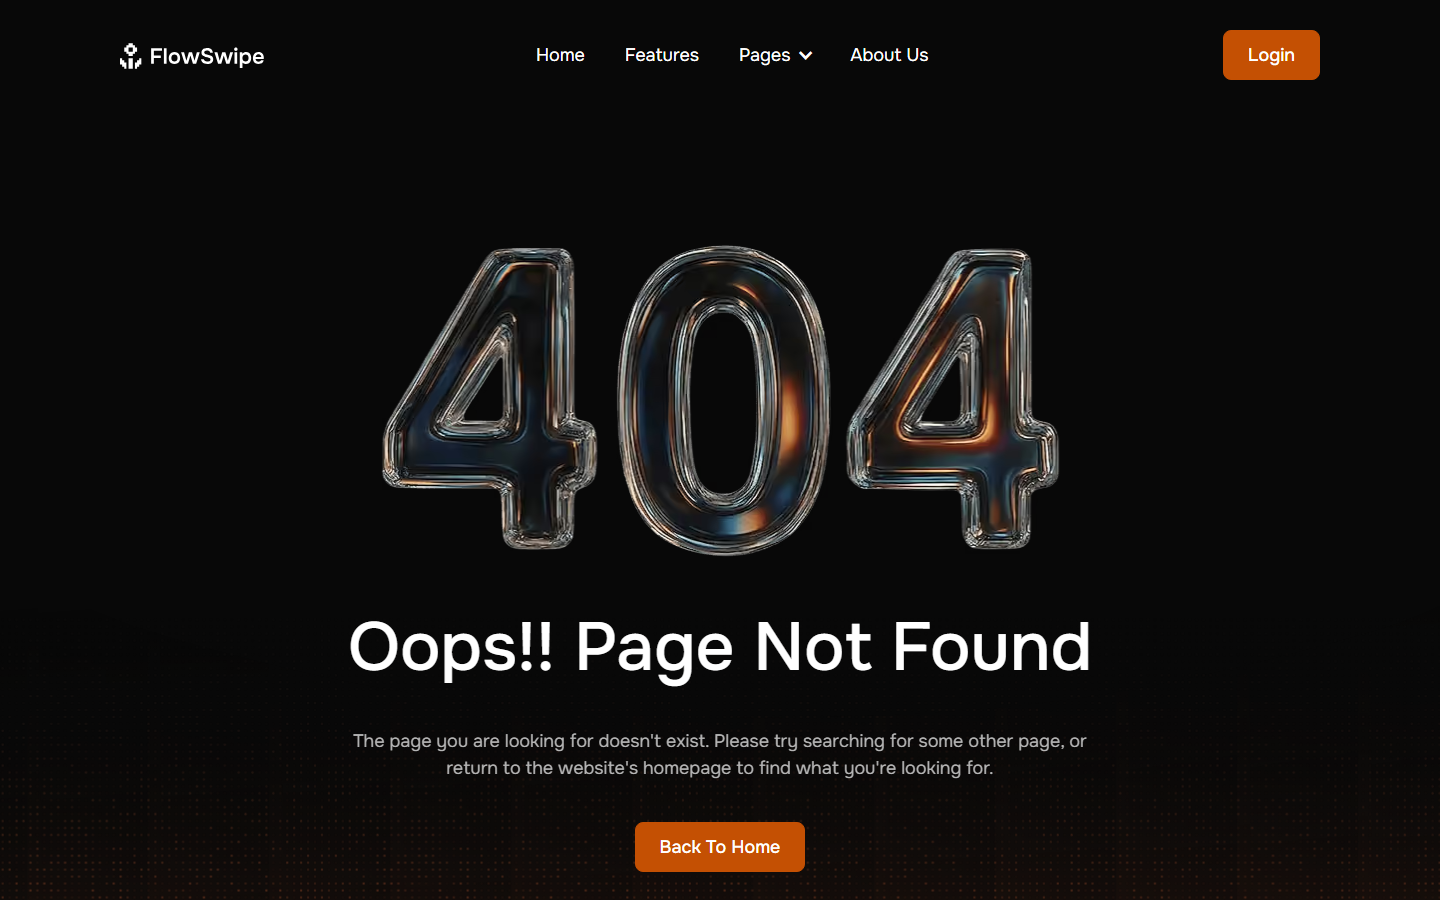 FlowSwipe
Home
Features
Pages
About Us
Login
404
Oops!! Page Not Found
The page you are looking for doesn't exist. Please try searching for some other page, or
return to the website's homepage to find what you're looking for.
Back To Home